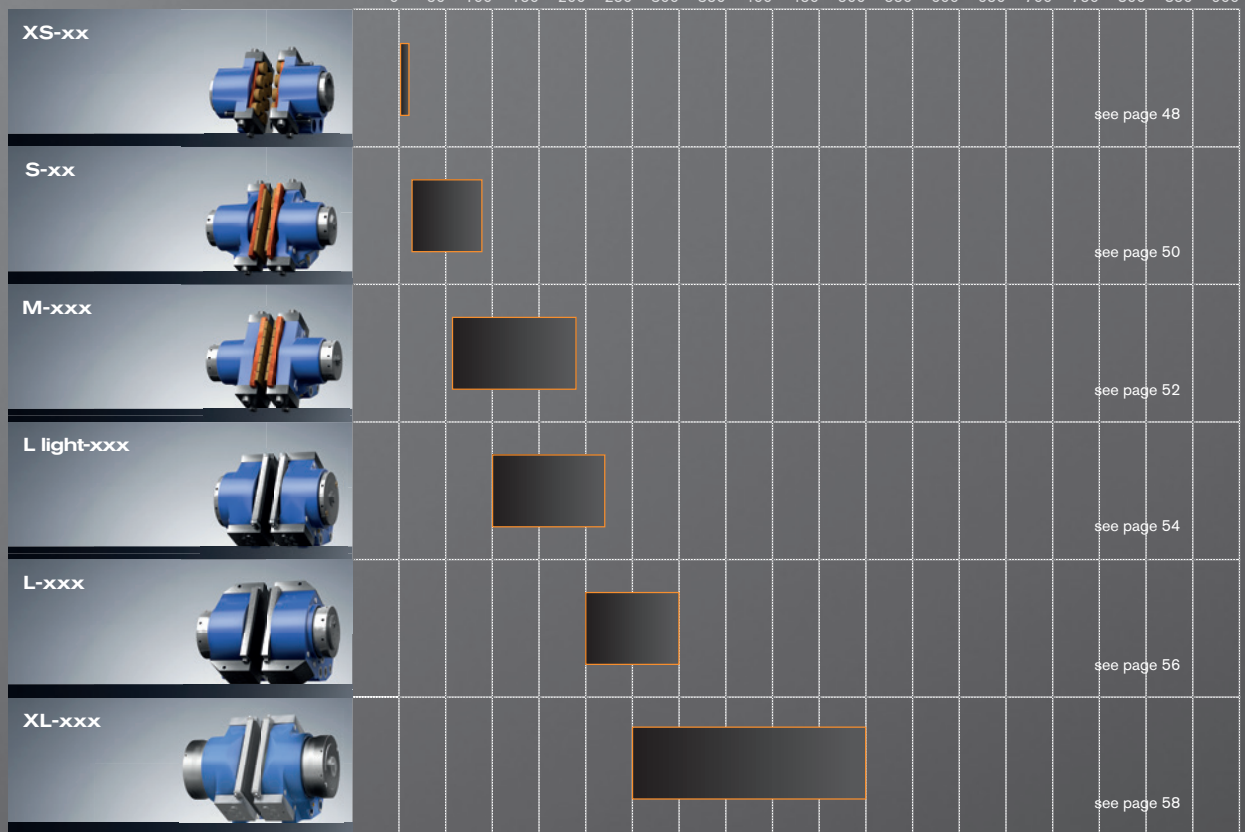 XS-xx
see page 48
S-xx
see page 50
M-xxx
see page 52
L light-xxx
see page 54
L-xxx
see page 56
XL-xxx
see page 58